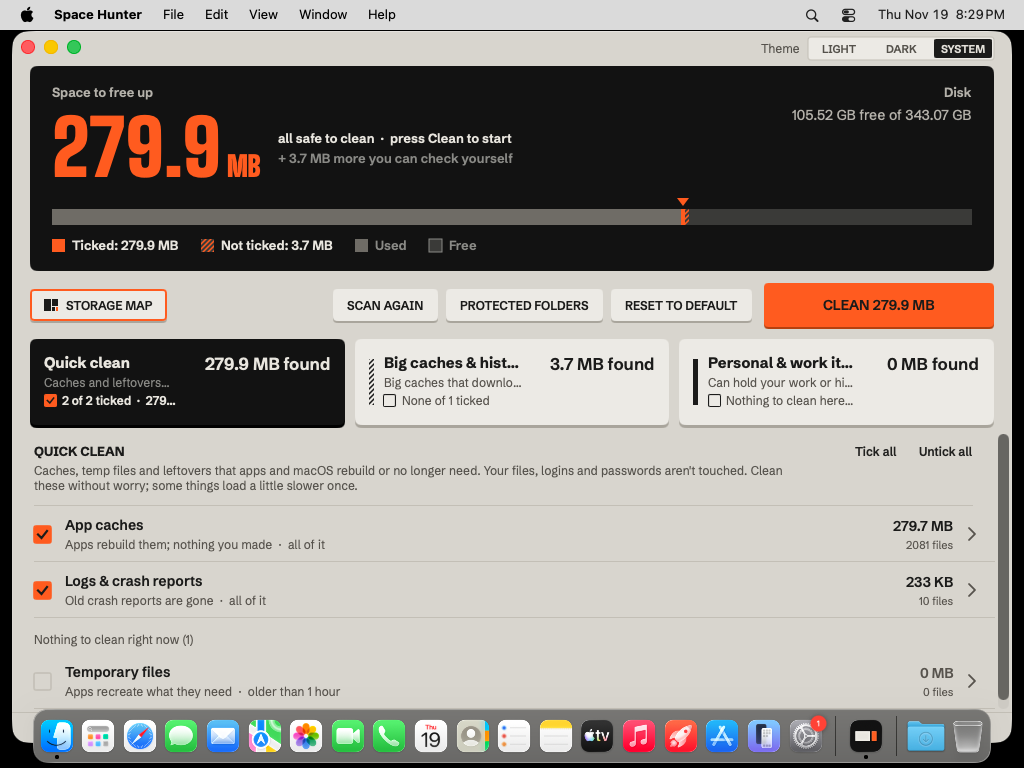 Space Hunter File Edit View Window Help Thu Nov 19 8:29 PM
Theme LIGHT DARK SYSTEM
Space to free up
Disk
279.9 MB
105.52 GB free of 343.07 GB
all safe to clean · press Clean to start
+ 3.7 MB more you can check yourself
Ticked: 279.9 MB Not ticked: 3.7 MB Used Free
STORAGE MAP SCAN AGAIN PROTECTED FOLDERS RESET TO DEFAULT CLEAN 279.9 MB
Quick clean 279.9 MB found
Caches and leftovers...
2 of 2 ticked · 279...
Big caches & hist... 3.7 MB found
Big caches that downlo...
None of 1 ticked
Personal & work it... 0 MB found
Can hold your work or hi...
Nothing to clean here...
QUICK CLEAN Tick all Untick all
Caches, temp files and leftovers that apps and macOS rebuild or no longer need. Your files, logins and passwords aren't touched. Clean
these without worry; some things load a little slower once.
App caches 279.7 MB
Apps rebuild them; nothing you made · all of it 2081 files
Logs & crash reports 233 KB
Old crash reports are gone · all of it 10 files
Nothing to clean right now (1)
Temporary files 0 MB
Apps recreate what they need · older than 1 hour 0 files
Thu
19
tv
1